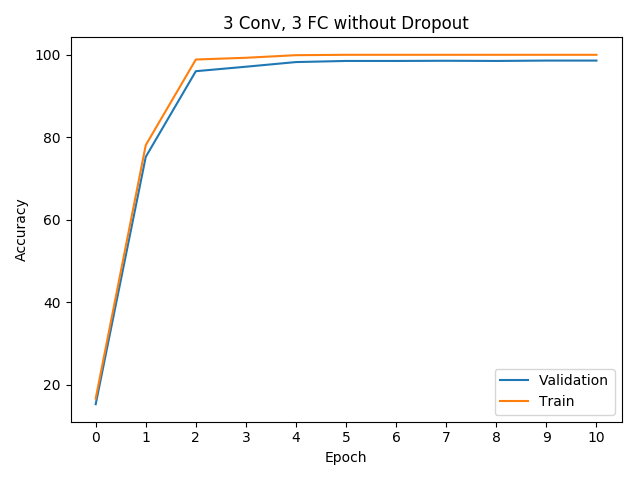 3 Conv, 3 FC without Dropout
Accuracy
100
80
60
40
20
0 1 2 3 4 5 6 7 8 9 10
Epoch
Validation
Train